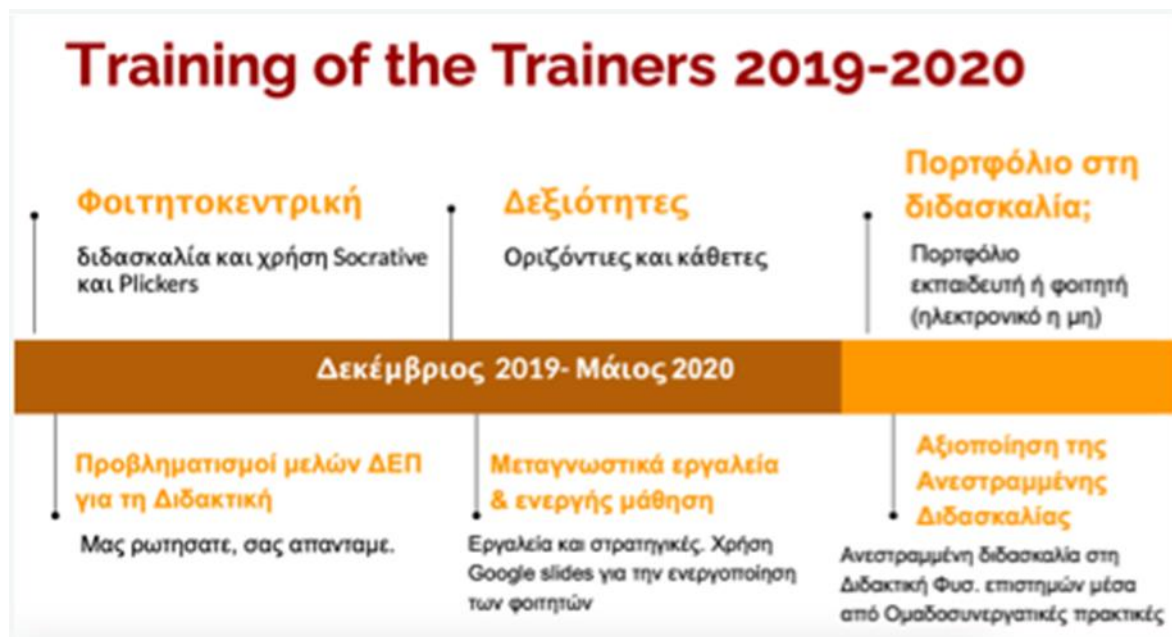 Training of the Trainers 2019-2020
Φοιτητοκεντρική
διδασκαλία και χρήση Socrative
και Plickers
Δεξιότητες
Οριζόντιες και κάθετες
Πορτφόλιο στη
διδασκαλία;
Πορτφόλιο
εκπαιδευτή ή φοιτητή
(ηλεκτρονικό η μη)
Δεκέμβριος 2019- Μάιος 2020
Προβληματισμοί μελών ΔΕΠ
για τη Διδακτική
Μας ρωτησατε, σας απανταμε.
Μεταγνωστικά εργαλεία
& ενεργής μάθηση
Εργαλεία και στρατηγικές. Χρήση
Google slides για την ενεργοποίηση
των φοιτητών
Αξιοποίηση της
Ανεστραμμένης
Διδασκαλίας
Ανεστραμμένη διδασκαλία στη
Διδακτική Φυσ. επιστημών μέσα
από Ομαδοσυνεργατικές πρακτικές